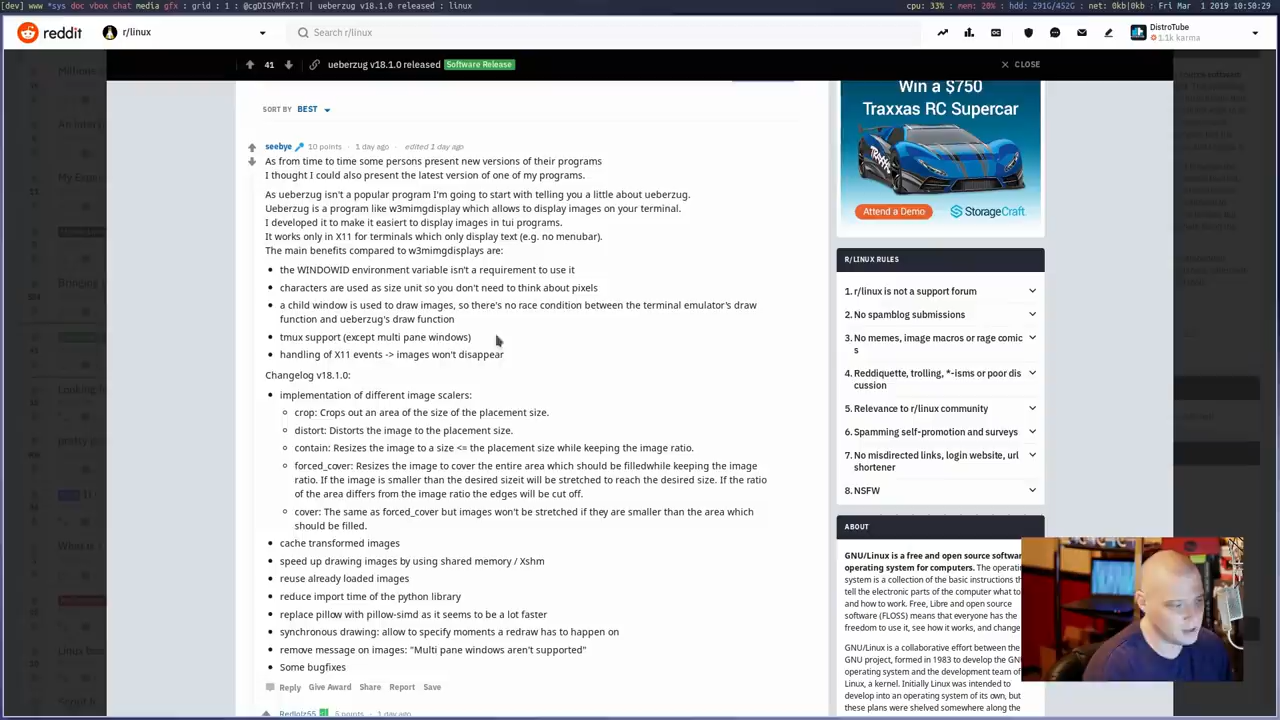 [dev] www *sys doc vbox chat media gfx : grid : 1 : @cgDISVMfxT:T | ueberzug v18.1.0 released : linux
cpu: 33% : mem: 20% : hdd: 291G/452G : net: 0kb|0kb : Fri Mar 1 2019 10:50:29
reddit
r/linux
Search r/linux
DistroTube
1.1k karma
41
ueberzug v18.1.0 released Software Release
CLOSE
SORT BY BEST
seebye 10 points · 1 day ago · edited 1 day ago
As from time to time some persons present new versions of their programs
I thought I could also present the latest version of one of my programs.
As ueberzug isn't a popular program I'm going to start with telling you a little about ueberzug.
Ueberzug is a program like w3mimgdisplay which allows to display images on your terminal.
I developed it to make it easiert to display images in tui programs.
It works only in X11 for terminals which only display text (e.g. no menubar).
The main benefits compared to w3mimgdisplays are:
• the WINDOWID environment variable isn't a requirement to use it
• characters are used as size unit so you don't need to think about pixels
• a child window is used to draw images, so there's no race condition between the terminal emulator's draw
function and ueberzug's draw function
• tmux support (except multi pane windows)
• handling of X11 events -> images won't disappear
Changelog v18.1.0:
• implementation of different image scalers:
◦ crop: Crops out an area of the size of the placement size.
◦ distort: Distorts the image to the placement size.
◦ contain: Resizes the image to a size <= the placement size while keeping the image ratio.
◦ forced_cover: Resizes the image to cover the entire area which should be filledwhile keeping the image
ratio. If the image is smaller than the desired sizeit will be stretched to reach the desired size. If the ratio
of the area differs from the image ratio the edges will be cut off.
◦ cover: The same as forced_cover but images won't be stretched if they are smaller than the area which
should be filled.
• cache transformed images
• speed up drawing images by using shared memory / Xshm
• reuse already loaded images
• reduce import time of the python library
• replace pillow with pillow-simd as it seems to be a lot faster
• synchronous drawing: allow to specify moments a redraw has to happen on
• remove message on images: "Multi pane windows aren't supported"
• Some bugfixes
Reply Give Award Share Report Save
5 points · 1 day ago
Win a $750
Traxxas RC Supercar
Attend a Demo
StorageCraft
R/LINUX RULES
1. r/linux is not a support forum
2. No spamblog submissions
3. No memes, image macros or rage comic
s
4. Reddiquette, trolling, *-isms or poor dis
cussion
5. Relevance to r/linux community
6. Spamming self-promotion and surveys
7. No misdirected links, login website, url
shortener
8. NSFW
ABOUT
GNU/Linux is a free and open source softwar
operating system for computers. The operati
system is a collection of the basic instructions th
tell the electronic parts of the computer what to
and how to work. Free, Libre and open source
software (FLOSS) means that everyone has the
freedom to use it, see how it works, and change
GNU/Linux is a collaborative effort between the
GNU project, formed in 1983 to develop the GN
operating system and the development team of
Linux, a kernel. Initially Linux was intended to
develop into an operating system of its own, but
these plans were shelved somewhere along the